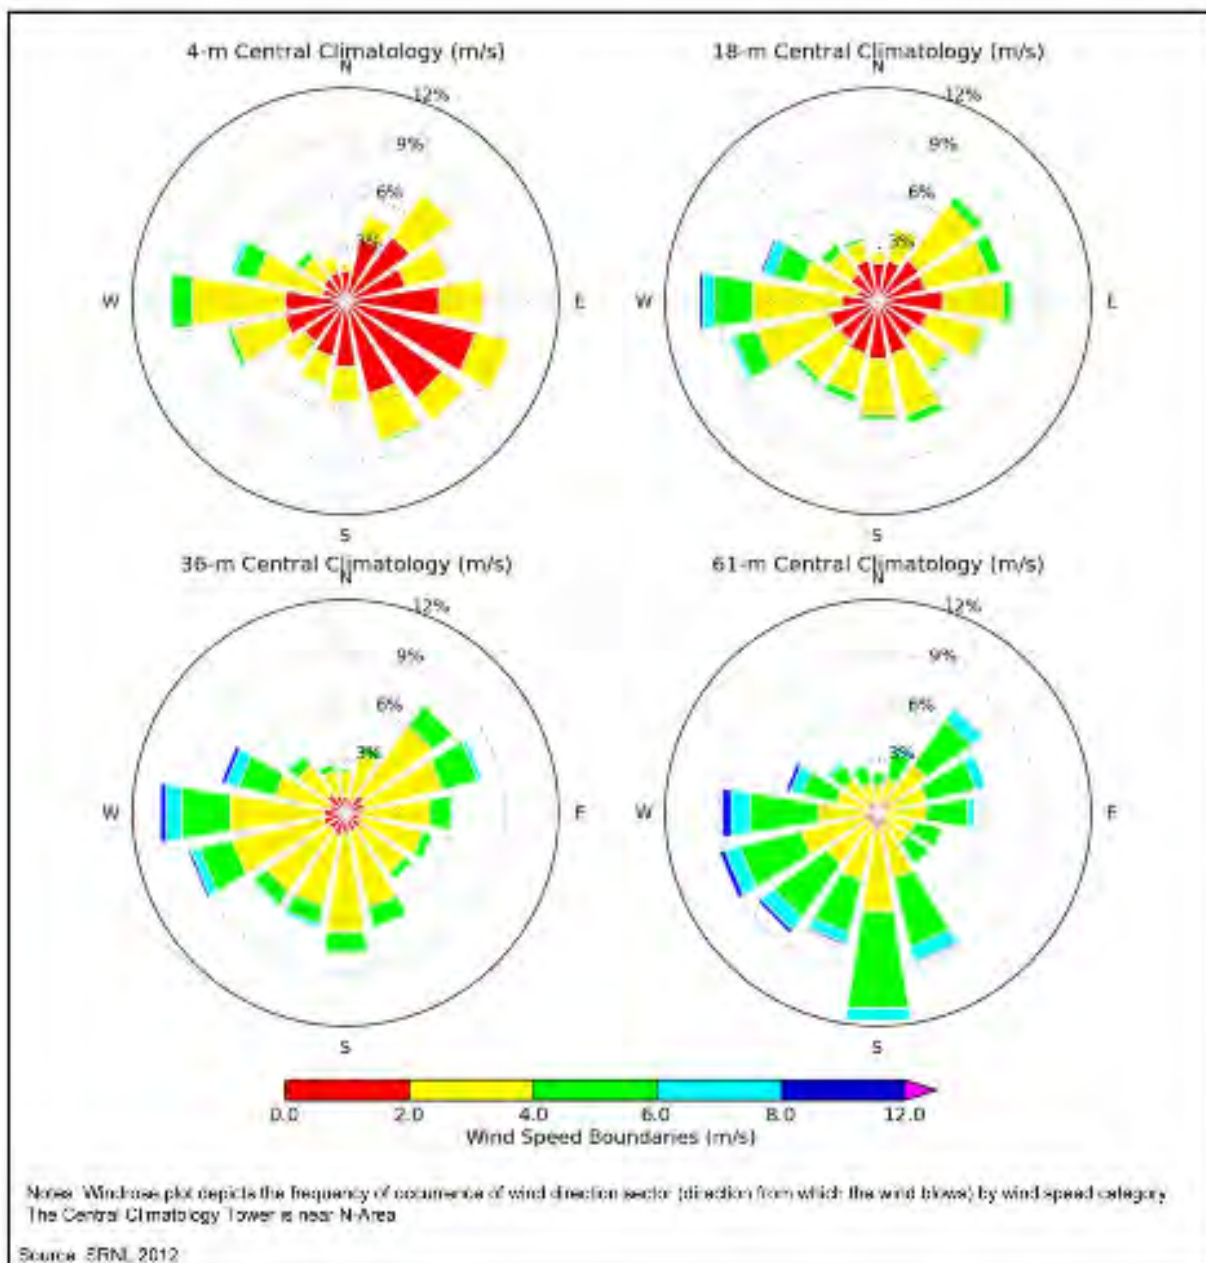 4-m Central Climatology (m/s)
N
12%
9%
6%
3%
W
E
S
18-m Central Climatology (m/s)
N
12%
9%
6%
3%
W
E
S
36-m Central Climatology (m/s)
N
12%
9%
6%
3%
W
E
S
61-m Central Climatology (m/s)
N
12%
9%
6%
3%
W
E
S
0.0 2.0 4.0 6.0 8.0 12.0
Wind Speed Boundaries (m/s)
Notes: Windrose plot depicts the frequency of occurrence of wind direction sector (direction from which the wind blows) by wind speed category.
The Central Climatology Tower is near N-Area
Source: SRNL 2012